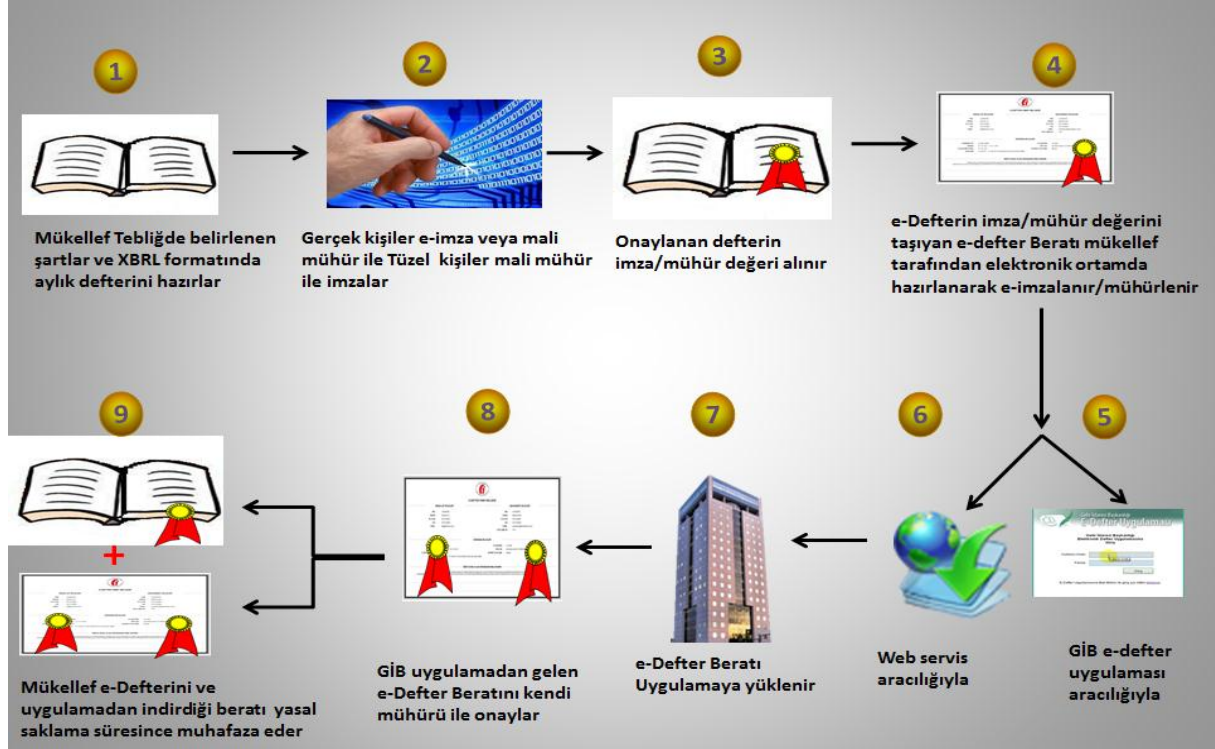 1
Mükellef Tebliğde belirlenen
şartlar ve XBRL formatında
aylık defterini hazırlar
2
Gerçek kişiler e-imza veya mali
mühür ile Tüzel kişiler mali mühür
ile imzalar
3
Onaylanan defterin
imza/mühür değeri alınır
4
e-Defterin imza/mühür değerini
taşıyan e-defter Beratı mükellef
tarafından elektronik ortamda
hazırlanarak e-imzalanır/mühürlenir
5
e-Defter Uygulaması
GİB e-defter
uygulaması
aracılığıyla
6
Web servis
aracılığıyla
7
e-Defter Beratı
Uygulamaya yüklenir
8
GİB uygulamadan gelen
e-Defter Beratını kendi
mühürü ile onaylar
9
+
Mükellef e-Defterini ve
uygulamadan indirdiği beratı yasal
saklama süresince muhafaza eder